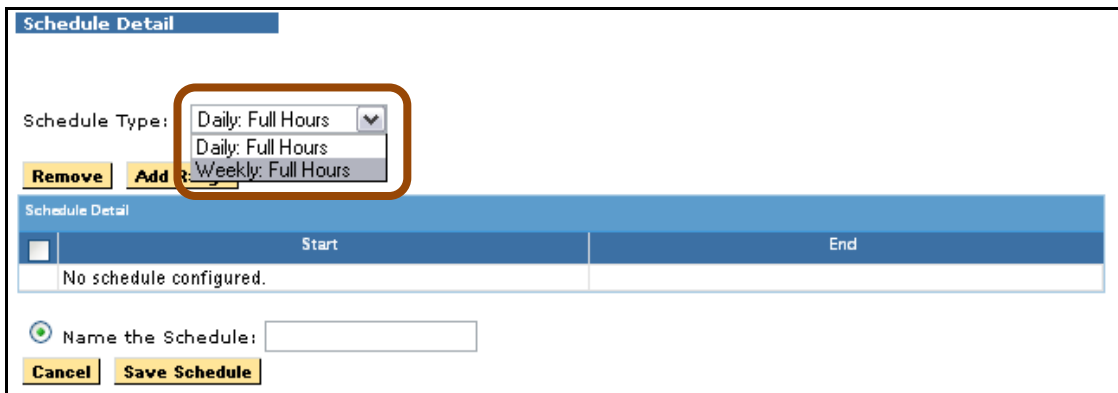 Schedule Detail
Schedule Type: Daily: Full Hours
Daily: Full Hours
Weekly: Full Hours
Remove Add
Schedule Detail
Start End
No schedule configured.
Name the Schedule:
Cancel Save Schedule